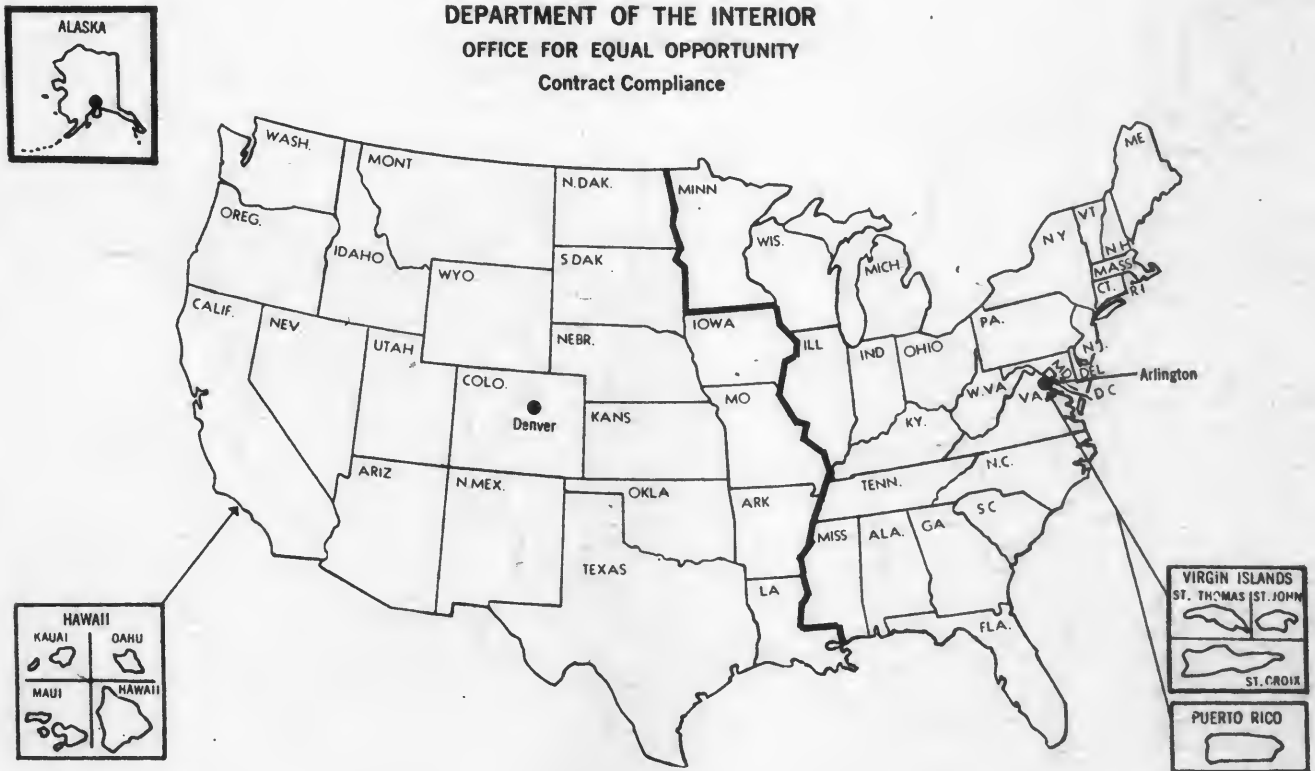 DEPARTMENT OF THE INTERIOR
OFFICE FOR EQUAL OPPORTUNITY
Contract Compliance
ALASKA
WASH.
MONT
N.DAK.
MINN
ME
OREG.
IDAHO
WYO.
S DAK
WIS.
MICH
N Y
VT
N H
MASS
CT.
R I
CALIF.
NEV.
UTAH
COLO.
Denver
NEBR.
IOWA
ILL
IND
OHIO
PA.
N J.
MD
DEL
Arlington
D C
W.VA
VA.
KANS
MO
KY.
ARIZ
N.MEX.
OKLA
ARK
TENN.
N.C.
S C
TEXAS
LA
MISS
ALA.
GA
FLA.
HAWAII
KAUAI
OAHU
MAUI
HAWAII
VIRGIN ISLANDS
ST. THOMAS
ST.JOHN
ST.CROIX
PUERTO RICO